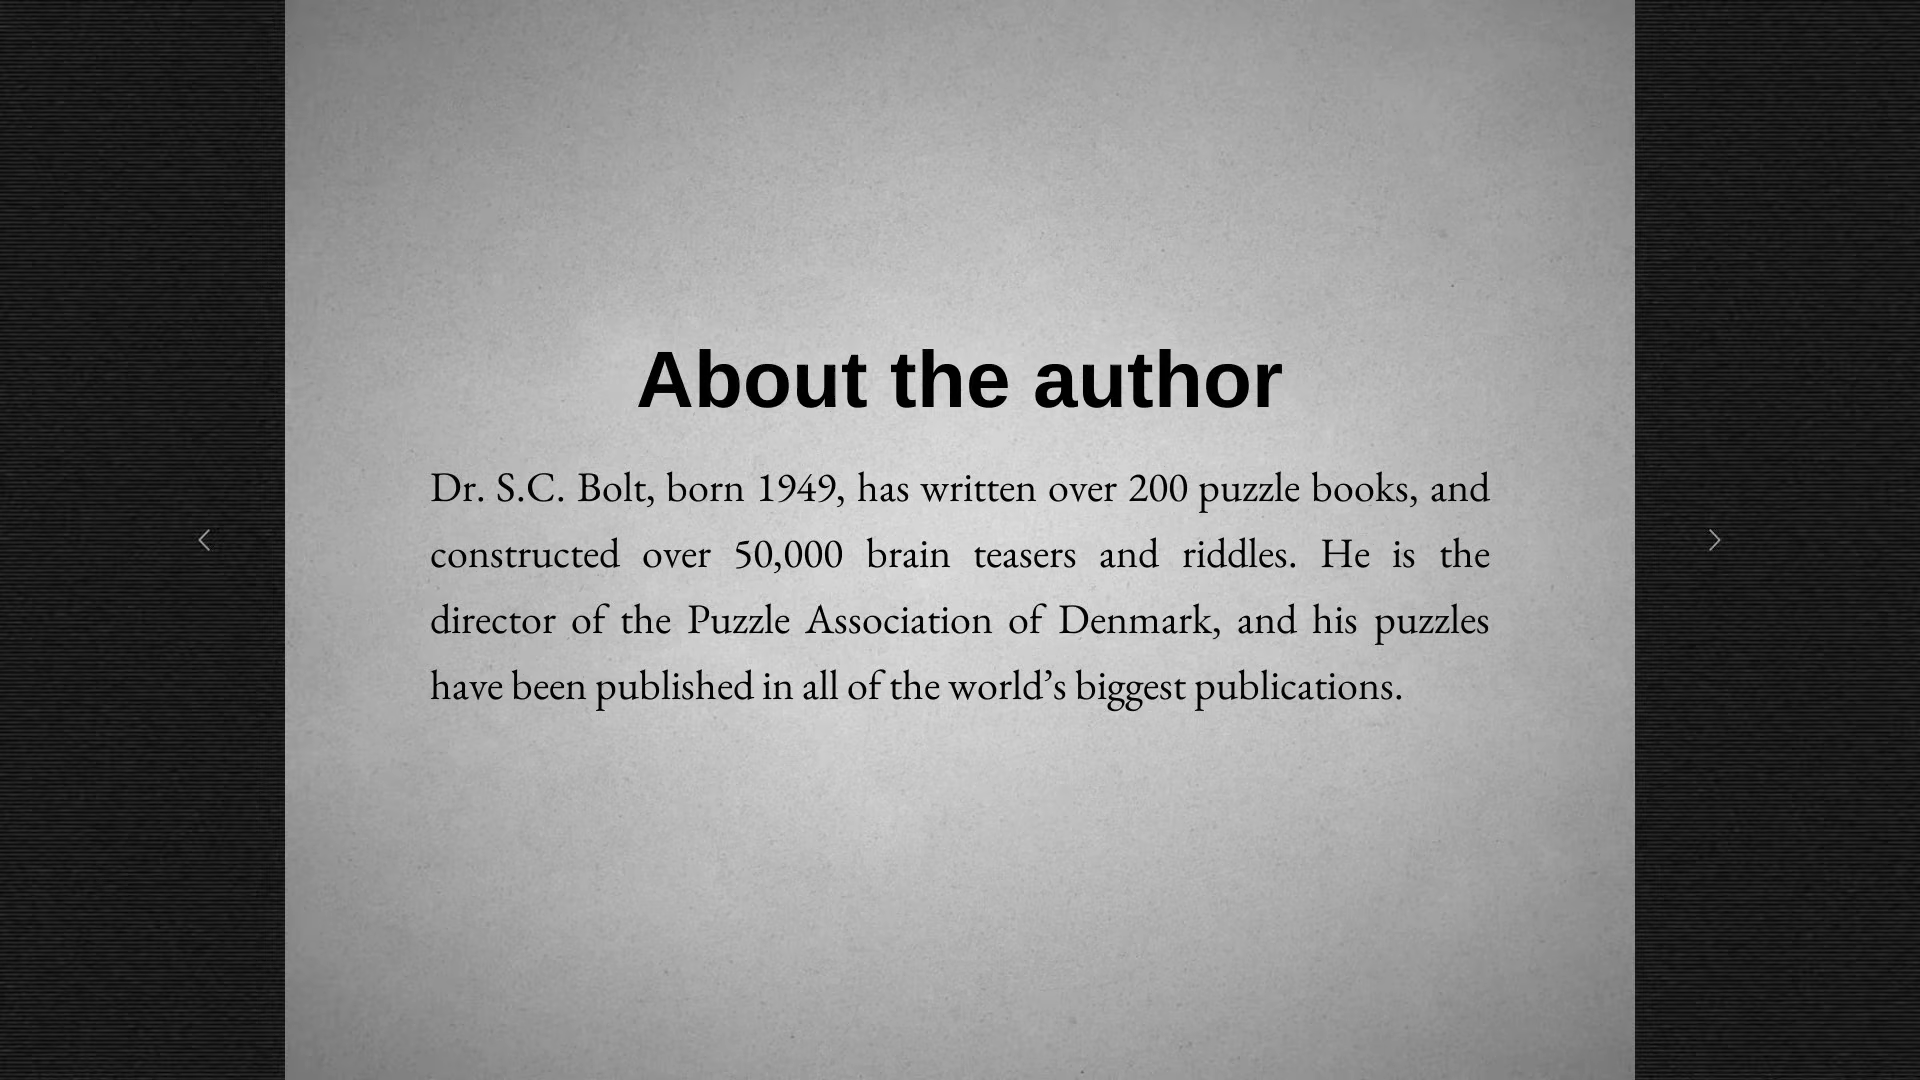 About the author
Dr. S.C. Bolt, born 1949, has written over 200 puzzle books, and
constructed over 50,000 brain teasers and riddles. He is the
director of the Puzzle Association of Denmark, and his puzzles
have been published in all of the world’s biggest publications.